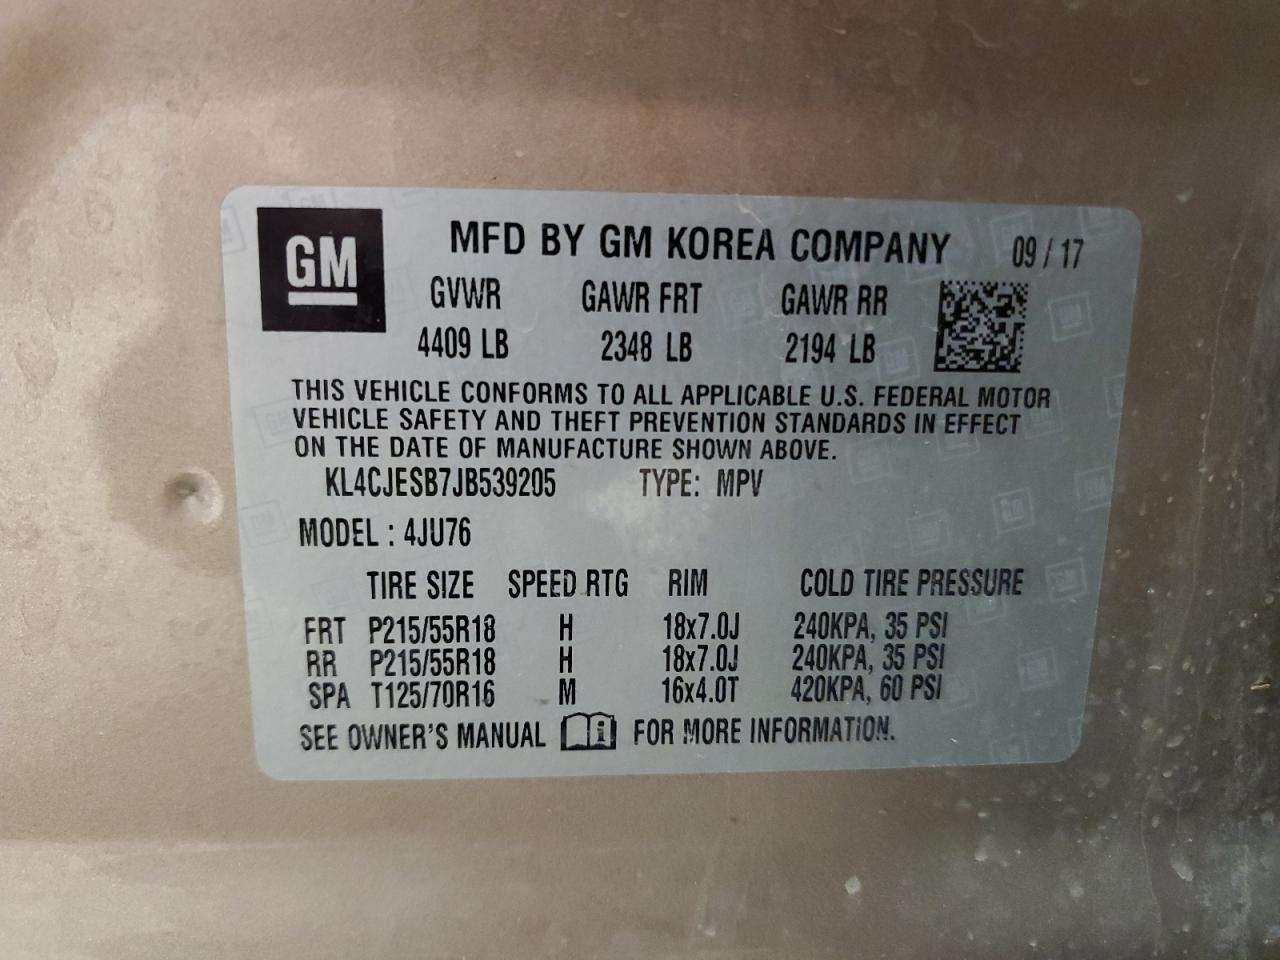 GM
MFD BY GM KOREA COMPANY 09 / 17
GVWR GAWR FRT GAWR RR
4409 LB 2348 LB 2194 LB
THIS VEHICLE CONFORMS TO ALL APPLICABLE U.S. FEDERAL MOTOR
VEHICLE SAFETY AND THEFT PREVENTION STANDARDS IN EFFECT
ON THE DATE OF MANUFACTURE SHOWN ABOVE.
KL4CJESB7JB539205 TYPE: MPV
MODEL : 4JU76
TIRE SIZE SPEED RTG RIM COLD TIRE PRESSURE
FRT P215/55R18 H 18x7.0J 240KPA, 35 PSI
RR P215/55R18 H 18x7.0J 240KPA, 35 PSI
SPA T125/70R16 M 16x4.0T 420KPA, 60 PSI
SEE OWNER'S MANUAL FOR MORE INFORMATION.